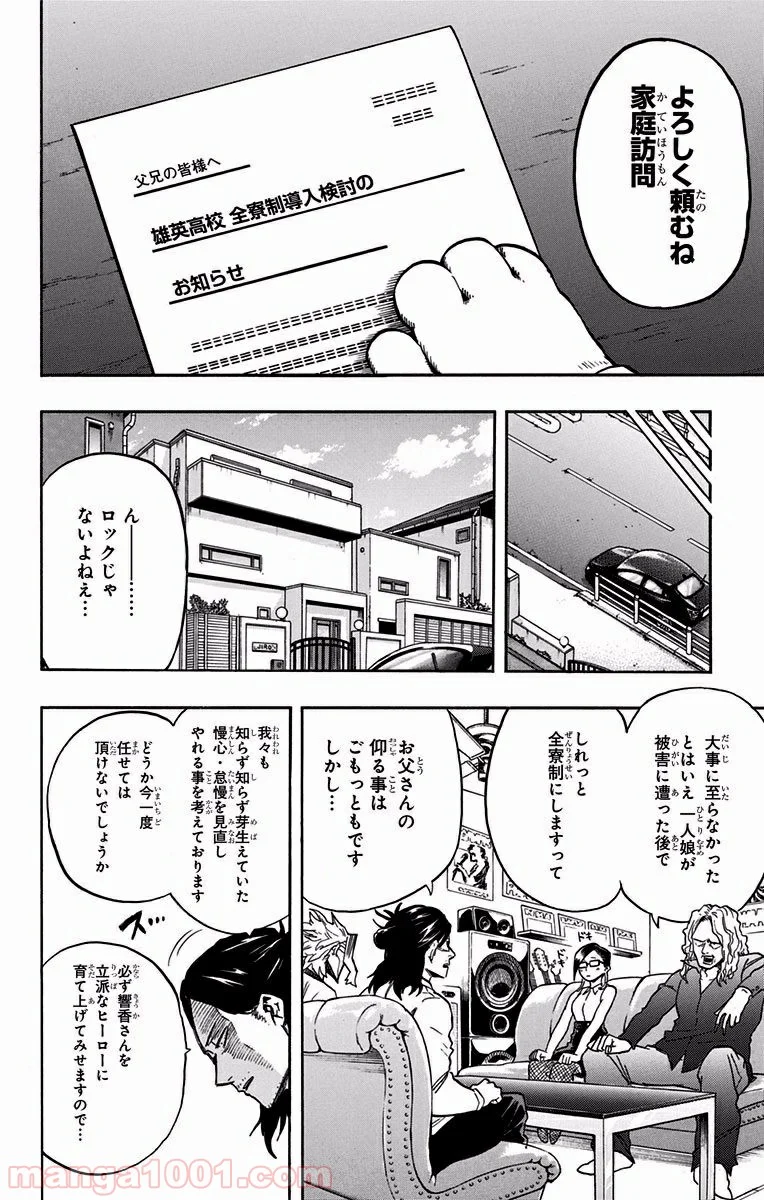 よろしく頼むね
家庭訪問
父兄の皆様へ
雄英高校 全寮制導入検討の
お知らせ
ん――………
ロックじゃ
ないよねえ…
JIRO
大事に至らなかった
とはいえ 一人娘が
被害に遭った後で
しれっと
全寮制にしますって
ドキ
ドキ
お父さんの
仰る事は
ごもっともです
しかし…
我々も
知らず知らず芽生えていた
慢心・怠慢を見直し
やれる事を考えております
どうか今一度
任せては
頂けないでしょうか
ス…
必ず響香さんを
立派なヒーローに
育て上げてみせますので…
manga1001.com